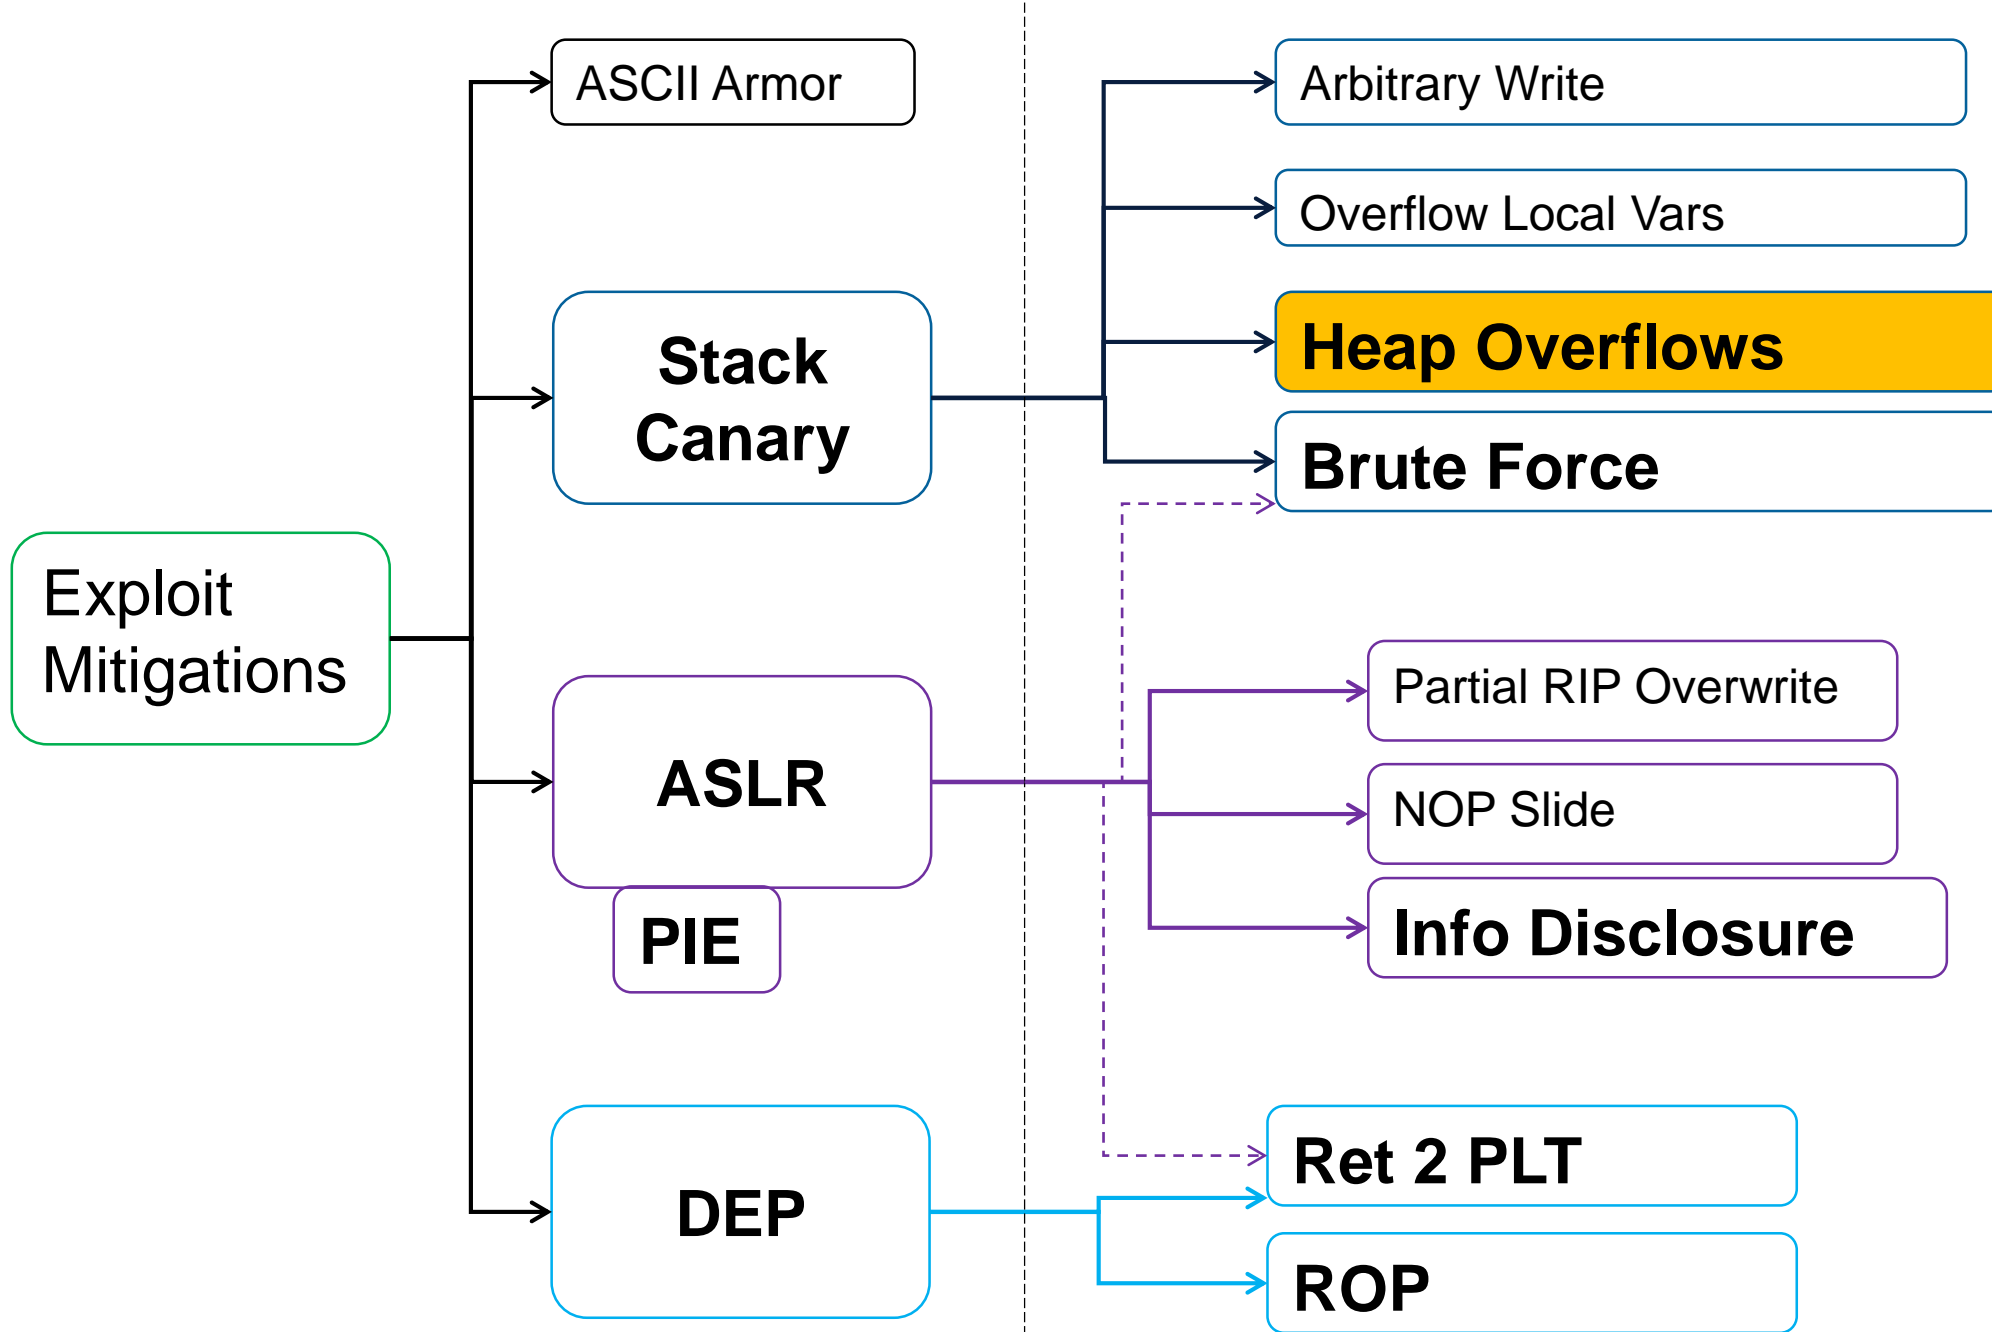 Exploit
Mitigations
ASCII Armor
Stack
Canary
ASLR
PIE
DEP
Arbitrary Write
Overflow Local Vars
Heap Overflows
Brute Force
Partial RIP Overwrite
NOP Slide
Info Disclosure
Ret 2 PLT
ROP